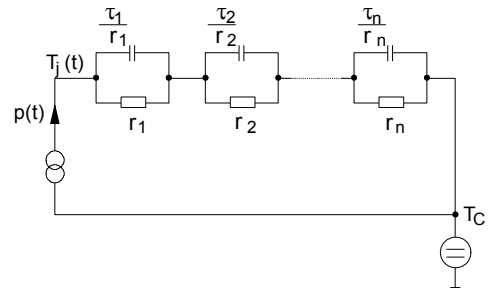 τ1/r1 τ2/r2 τn/rn
Tj(t)
p(t) r1 r2 rn
TC